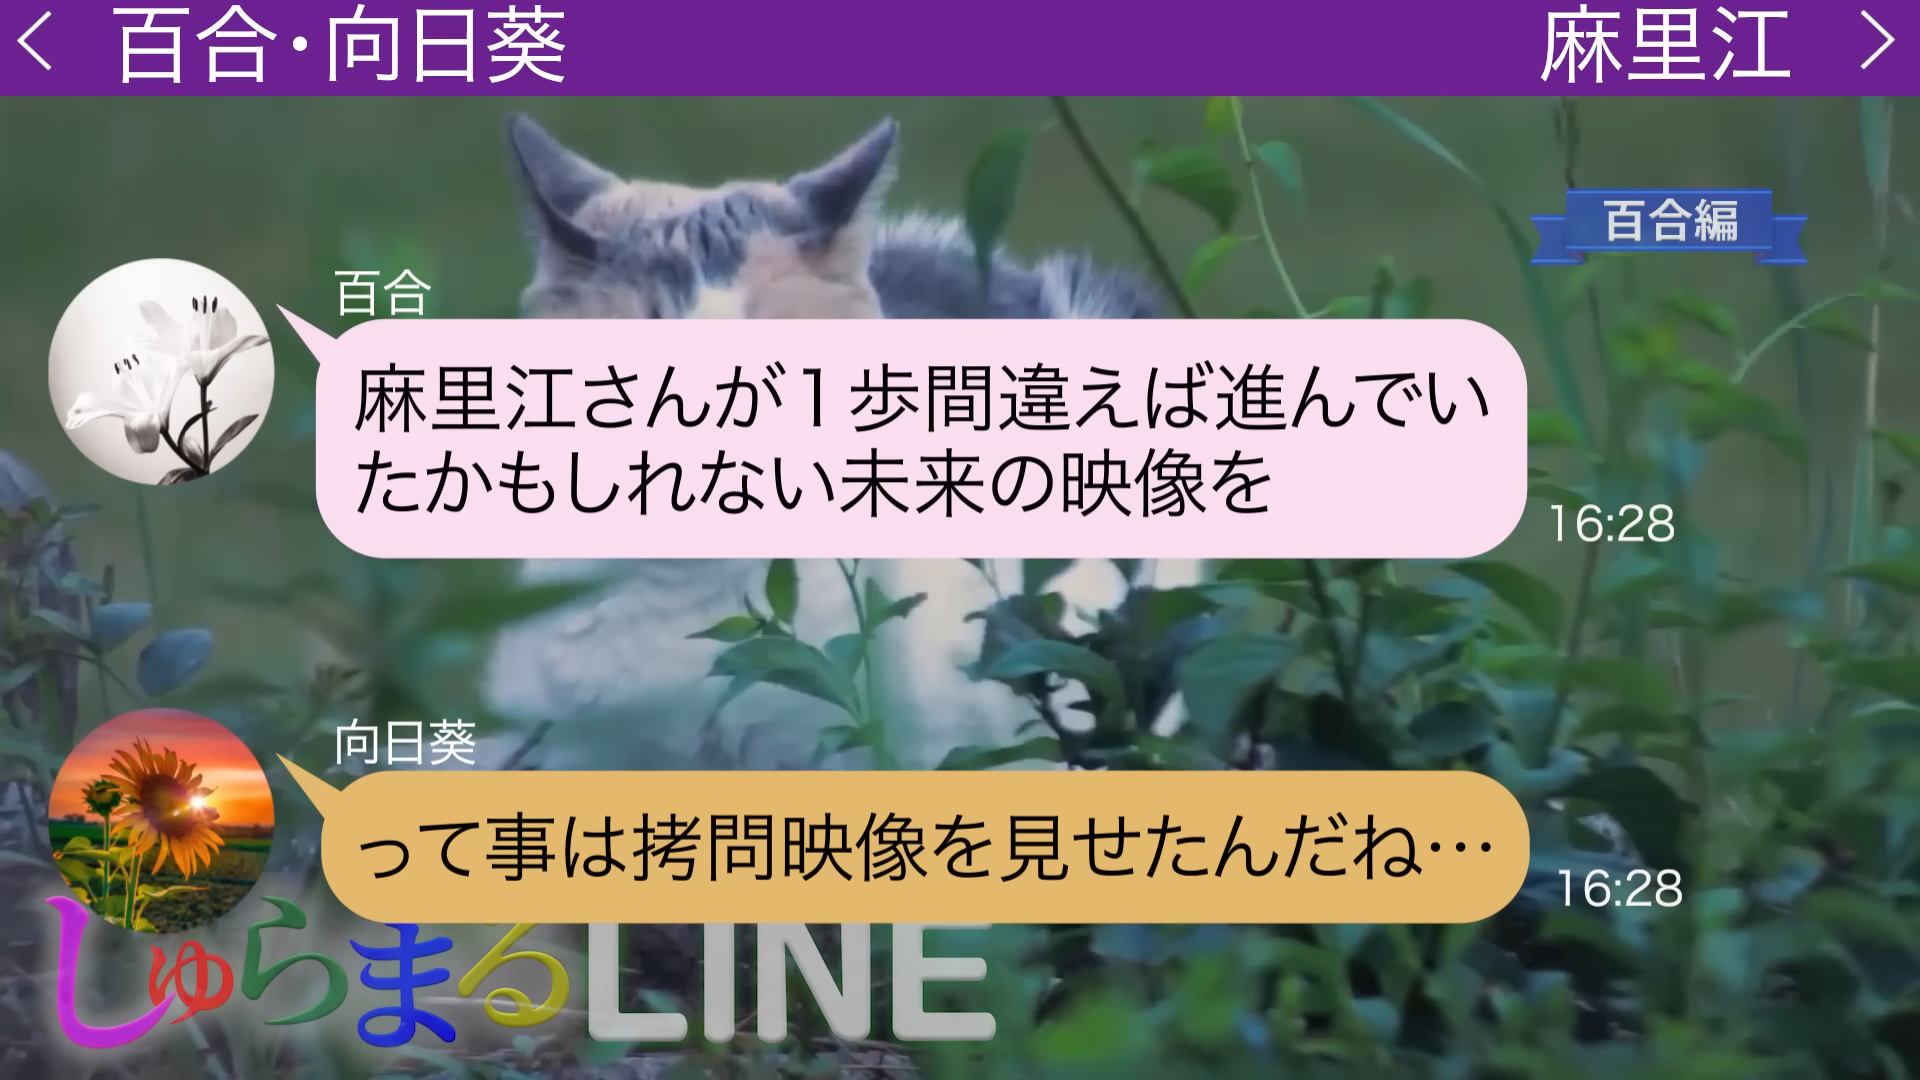 百合・向日葵
麻里江
百合編
百合
麻里江さんが1歩間違えば進んでい
たかもしれない未来の映像を
16:28
向日葵
って事は拷問映像を見せたんだね…
16:28
しゅらまるLINE